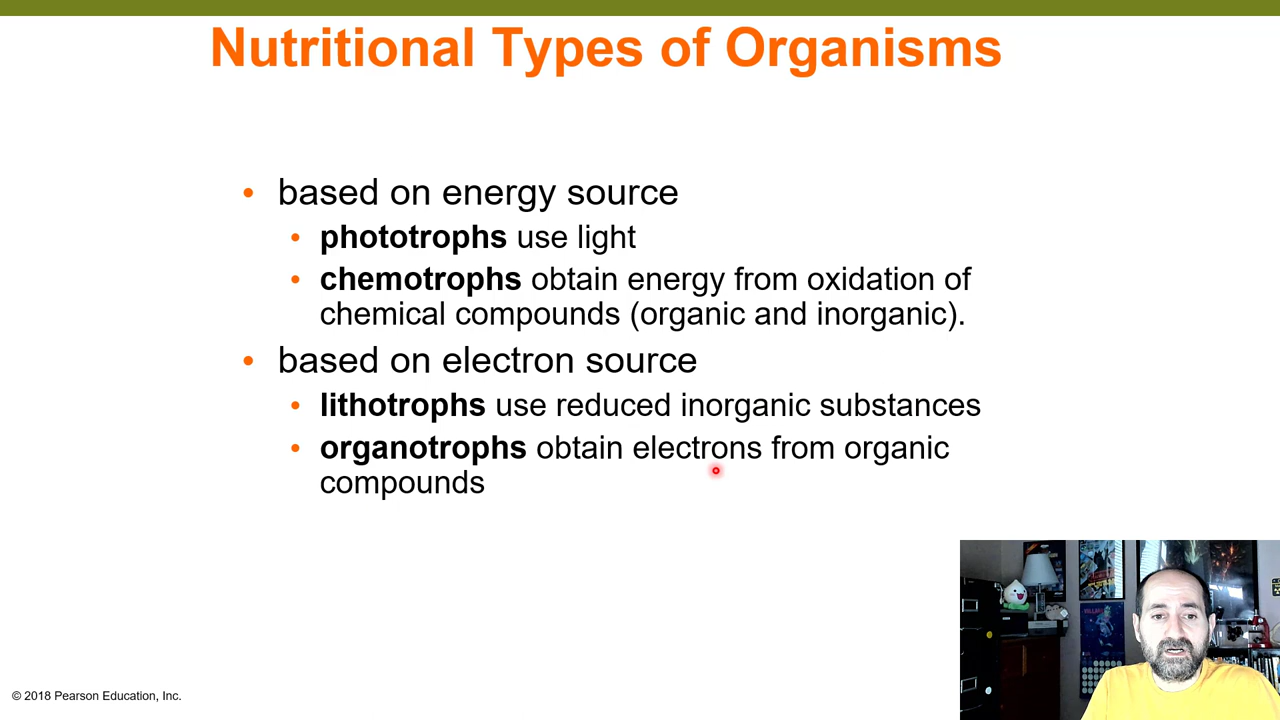 Nutritional Types of Organisms
• based on energy source
• phototrophs use light
• chemotrophs obtain energy from oxidation of
chemical compounds (organic and inorganic).
• based on electron source
• lithotrophs use reduced inorganic substances
• organotrophs obtain electrons from organic
compounds
© 2018 Pearson Education, Inc.